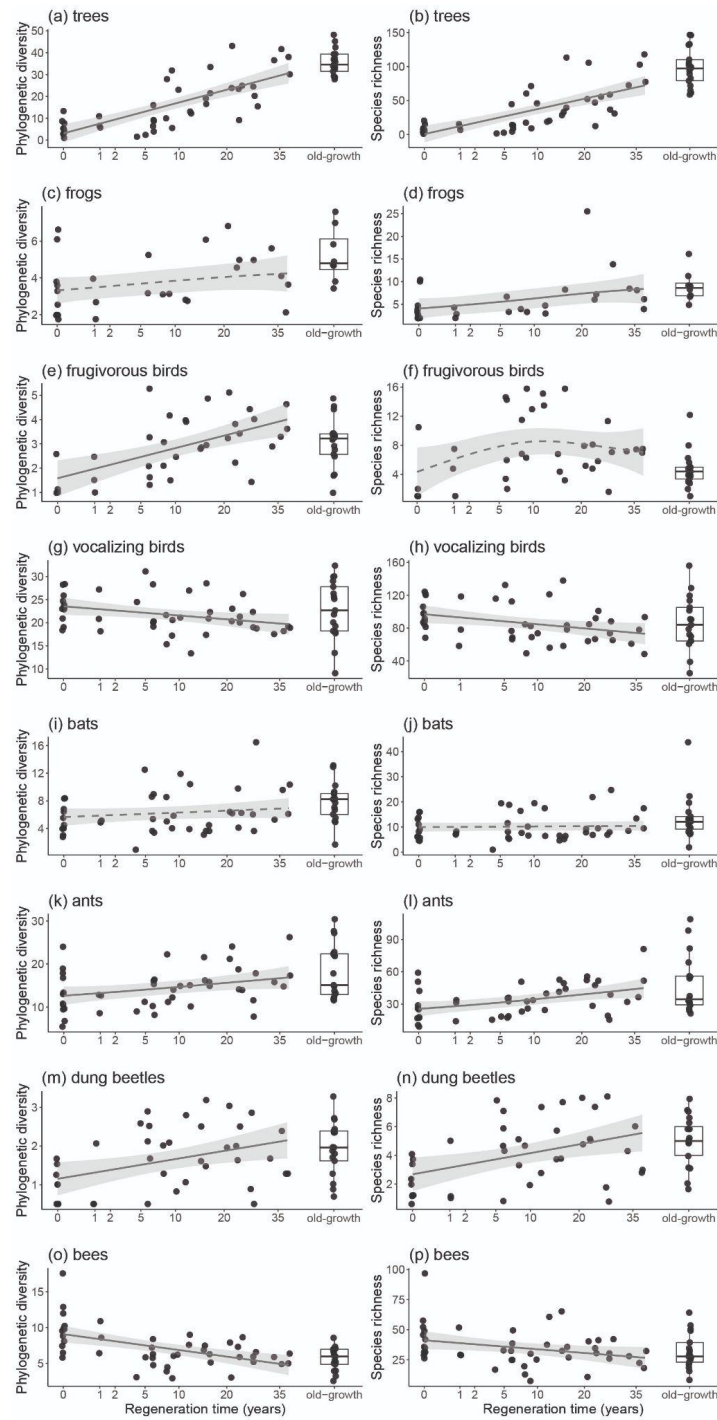 (a) trees
Phylogenetic diversity
50
40
30
20
10
0
0 1 2 5 10 20 35 old-growth
(b) trees
Species richness
150
100
50
0
0 1 2 5 10 20 35 old-growth
(c) frogs
Phylogenetic diversity
6
4
2
0 1 2 5 10 20 35 old-growth
(d) frogs
Species richness
25
20
15
10
5
0 1 2 5 10 20 35 old-growth
(e) frugivorous birds
Phylogenetic diversity
5
4
3
2
1
0 1 2 5 10 20 35 old-growth
(f) frugivorous birds
Species richness
16
12
8
4
0 1 2 5 10 20 35 old-growth
(g) vocalizing birds
Phylogenetic diversity
30
25
20
15
10
0 1 2 5 10 20 35 old-growth
(h) vocalizing birds
Species richness
160
120
80
40
0 1 2 5 10 20 35 old-growth
(i) bats
Phylogenetic diversity
16
12
8
4
0 1 2 5 10 20 35 old-growth
(j) bats
Species richness
40
30
20
10
0
0 1 2 5 10 20 35 old-growth
(k) ants
Phylogenetic diversity
30
20
10
0 1 2 5 10 20 35 old-growth
(l) ants
Species richness
90
60
30
0
0 1 2 5 10 20 35 old-growth
(m) dung beetles
Phylogenetic diversity
3
2
1
0 1 2 5 10 20 35 old-growth
(n) dung beetles
Species richness
8
6
4
2
0 1 2 5 10 20 35 old-growth
(o) bees
Phylogenetic diversity
15
10
5
0 1 2 5 10 20 35 old-growth
Regeneration time (years)
(p) bees
Species richness
100
75
50
25
0 1 2 5 10 20 35 old-growth
Regeneration time (years)